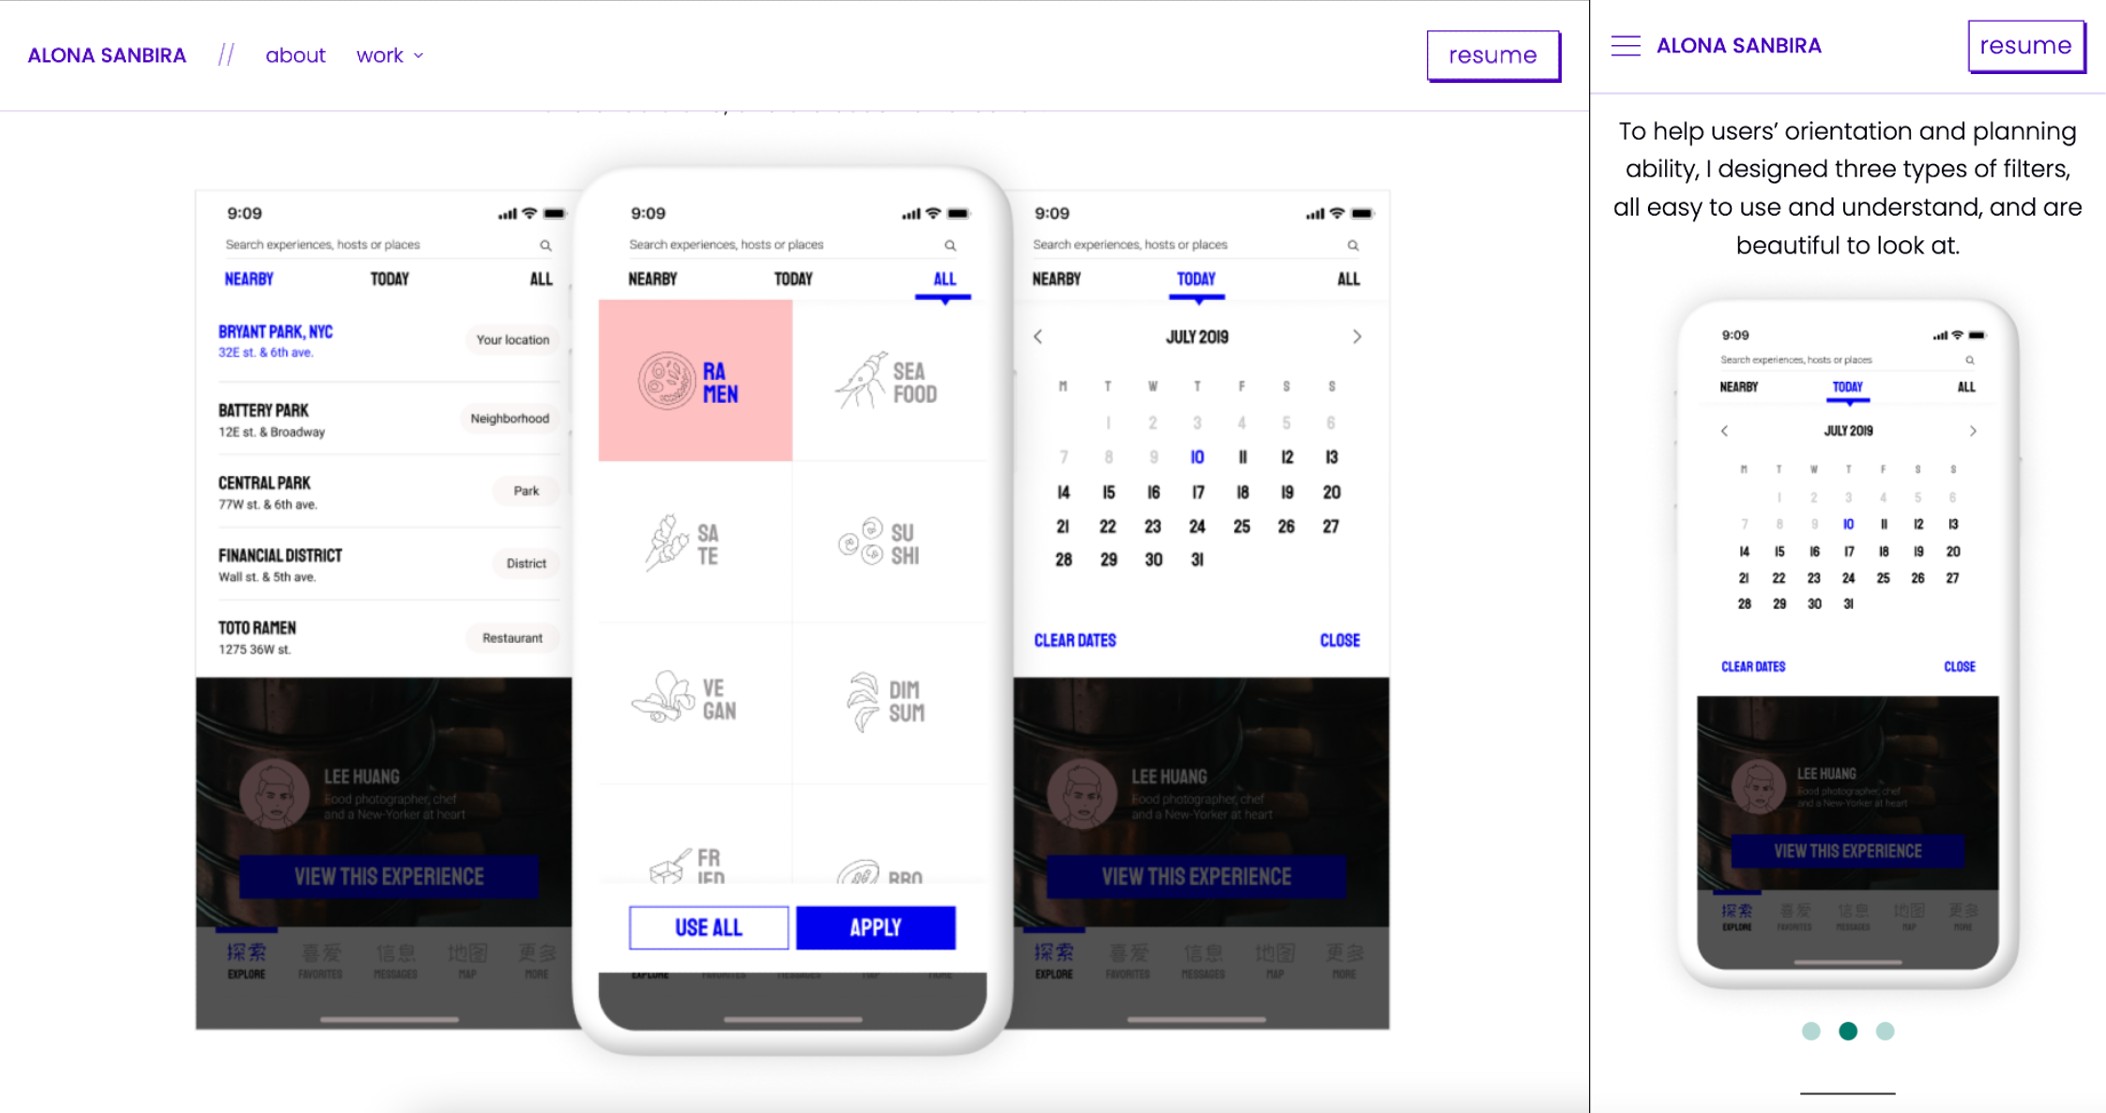 ALONA SANBIRA // about work
resume
9:09
Search experiences, hosts or places
NEARBY TODAY ALL
BRYANT PARK, NYC
32E st. & 6th ave.
Your location
BATTERY PARK
12E st. & Broadway
Neighborhood
CENTRAL PARK
77W st. & 6th ave.
Park
FINANCIAL DISTRICT
Wall st. & 5th ave.
District
TOTO RAMEN
1275 36W st.
Restaurant
LEE HUANG
Food photographer, chef
and a New-Yorker at heart
VIEW THIS EXPERIENCE
探索 喜爱 信息 地图 更多
EXPLORE FAVORITES MESSAGES MAP MORE
9:09
Search experiences, hosts or places
NEARBY TODAY ALL
RA
MEN
SEA
FOOD
SA
TE
SU
SHI
VE
GAN
DIM
SUM
FR
IED
BBQ
USE ALL APPLY
EXPLORE FAVORITES MESSAGES MAP MORE
9:09
Search experiences, hosts or places
NEARBY TODAY ALL
JULY 2019
M T W T F S S
1 2 3 4 5 6
7 8 9 10 11 12 13
14 15 16 17 18 19 20
21 22 23 24 25 26 27
28 29 30 31
CLEAR DATES CLOSE
LEE HUANG
Food photographer, chef
and a New-Yorker at heart
VIEW THIS EXPERIENCE
探索 喜爱 信息 地图 更多
EXPLORE FAVORITES MESSAGES MAP MORE
ALONA SANBIRA
resume
To help users’ orientation and planning
ability, I designed three types of filters,
all easy to use and understand, and are
beautiful to look at.
9:09
Search experiences, hosts or places
NEARBY TODAY ALL
JULY 2019
M T W T F S S
1 2 3 4 5 6
7 8 9 10 11 12 13
14 15 16 17 18 19 20
21 22 23 24 25 26 27
28 29 30 31
CLEAR DATES CLOSE
LEE HUANG
Food photographer, chef
and a New-Yorker at heart
VIEW THIS EXPERIENCE
探索 喜爱 信息 地图 更多
EXPLORE FAVORITES MESSAGES MAP MORE